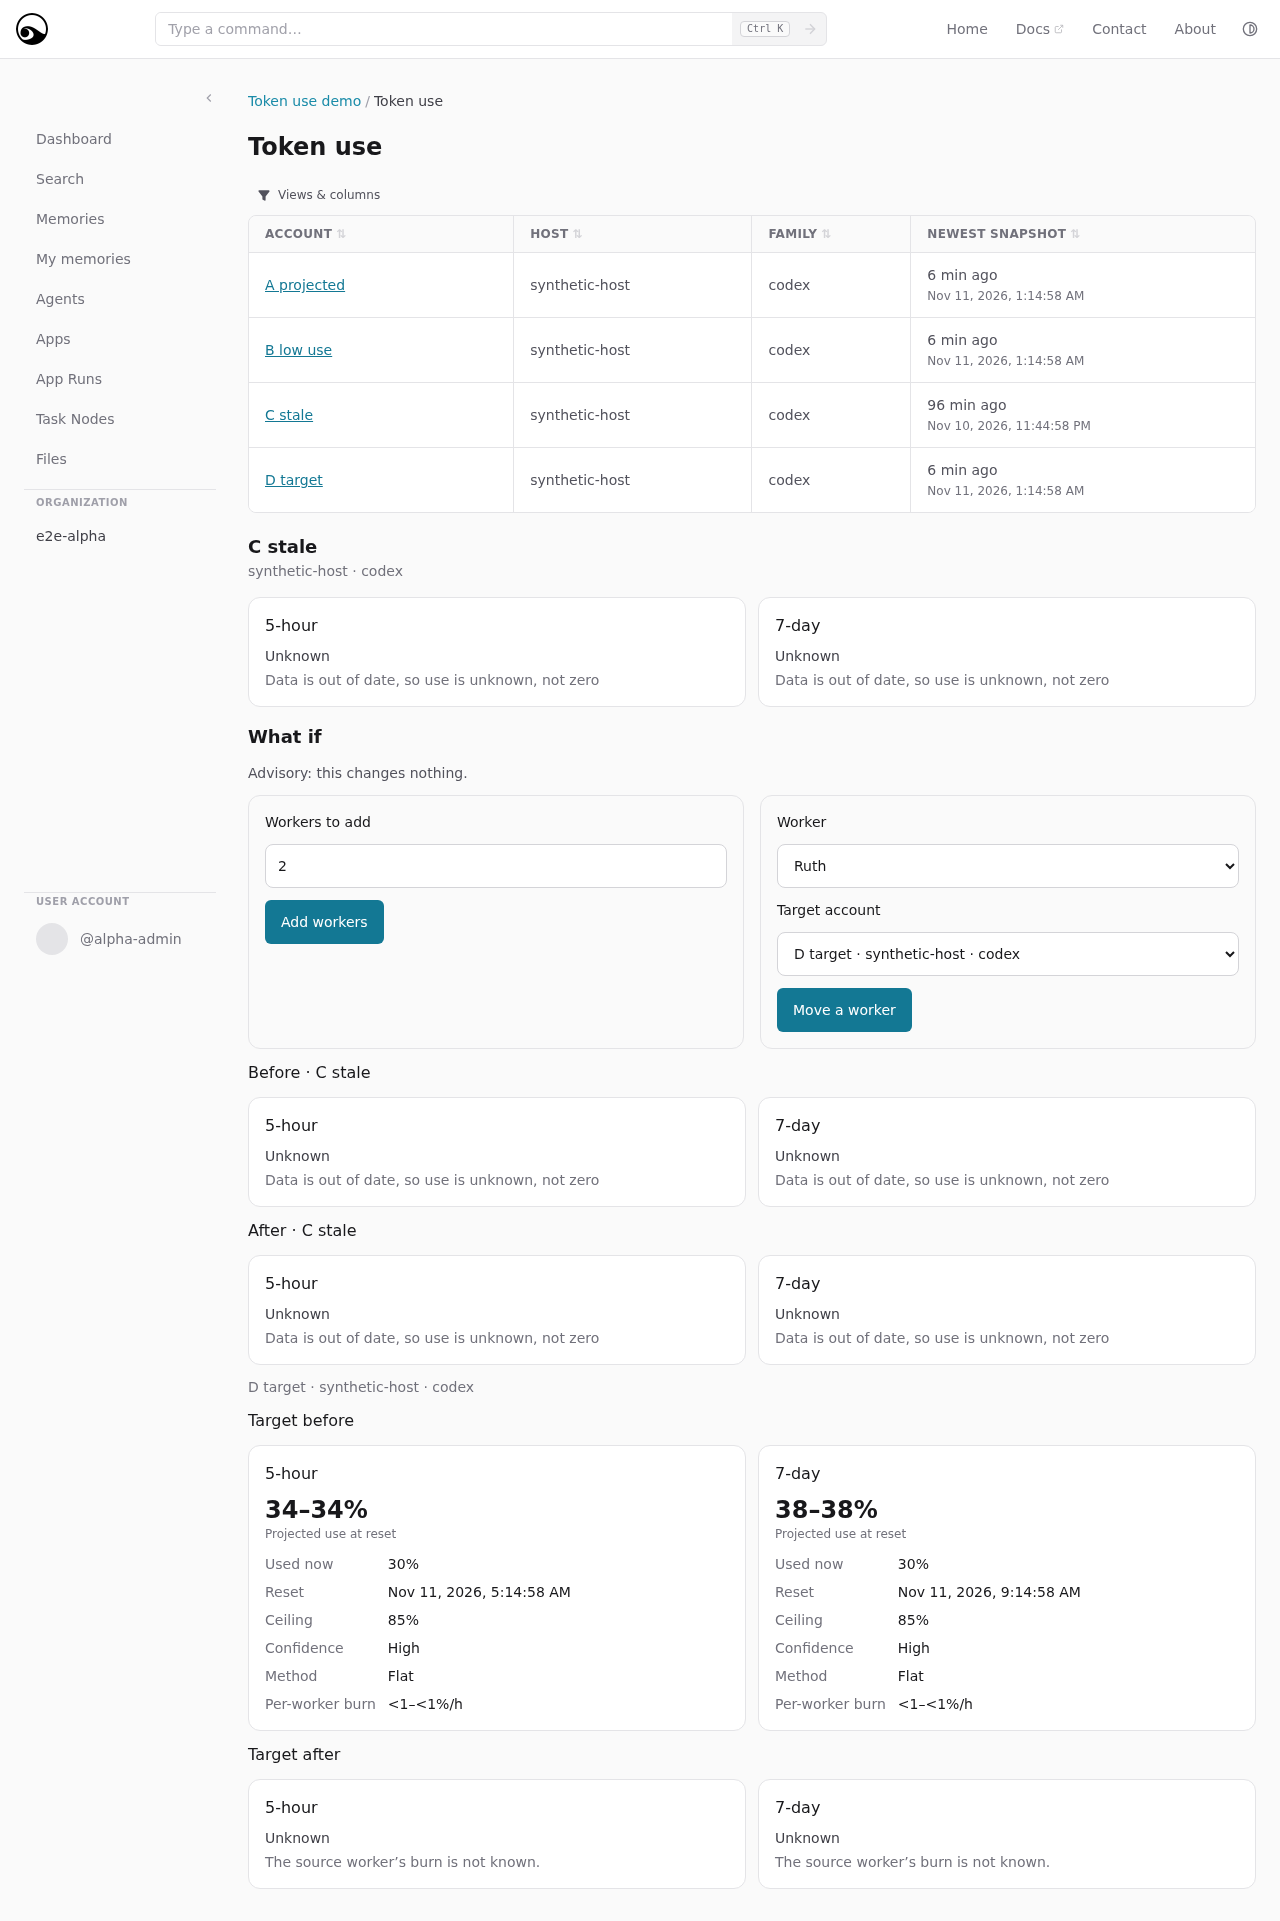 Type a command...
Ctrl K
Home
Docs
Contact
About
Dashboard
Search
Memories
My memories
Agents
Apps
App Runs
Task Nodes
Files
ORGANIZATION
e2e-alpha
USER ACCOUNT
@alpha-admin
Token use demo / Token use
Token use
Views & columns
ACCOUNT HOST FAMILY NEWEST SNAPSHOT
A projected synthetic-host codex 6 min ago
Nov 11, 2026, 1:14:58 AM
B low use synthetic-host codex 6 min ago
Nov 11, 2026, 1:14:58 AM
C stale synthetic-host codex 96 min ago
Nov 10, 2026, 11:44:58 PM
D target synthetic-host codex 6 min ago
Nov 11, 2026, 1:14:58 AM
C stale
synthetic-host · codex
5-hour
Unknown
Data is out of date, so use is unknown, not zero
7-day
Unknown
Data is out of date, so use is unknown, not zero
What if
Advisory: this changes nothing.
Workers to add
2
Add workers
Worker
Ruth
Target account
D target · synthetic-host · codex
Move a worker
Before · C stale
5-hour
Unknown
Data is out of date, so use is unknown, not zero
7-day
Unknown
Data is out of date, so use is unknown, not zero
After · C stale
5-hour
Unknown
Data is out of date, so use is unknown, not zero
7-day
Unknown
Data is out of date, so use is unknown, not zero
D target · synthetic-host · codex
Target before
5-hour
34–34%
Projected use at reset
Used now 30%
Reset Nov 11, 2026, 5:14:58 AM
Ceiling 85%
Confidence High
Method Flat
Per-worker burn <1–<1%/h
7-day
38–38%
Projected use at reset
Used now 30%
Reset Nov 11, 2026, 9:14:58 AM
Ceiling 85%
Confidence High
Method Flat
Per-worker burn <1–<1%/h
Target after
5-hour
Unknown
The source worker’s burn is not known.
7-day
Unknown
The source worker’s burn is not known.